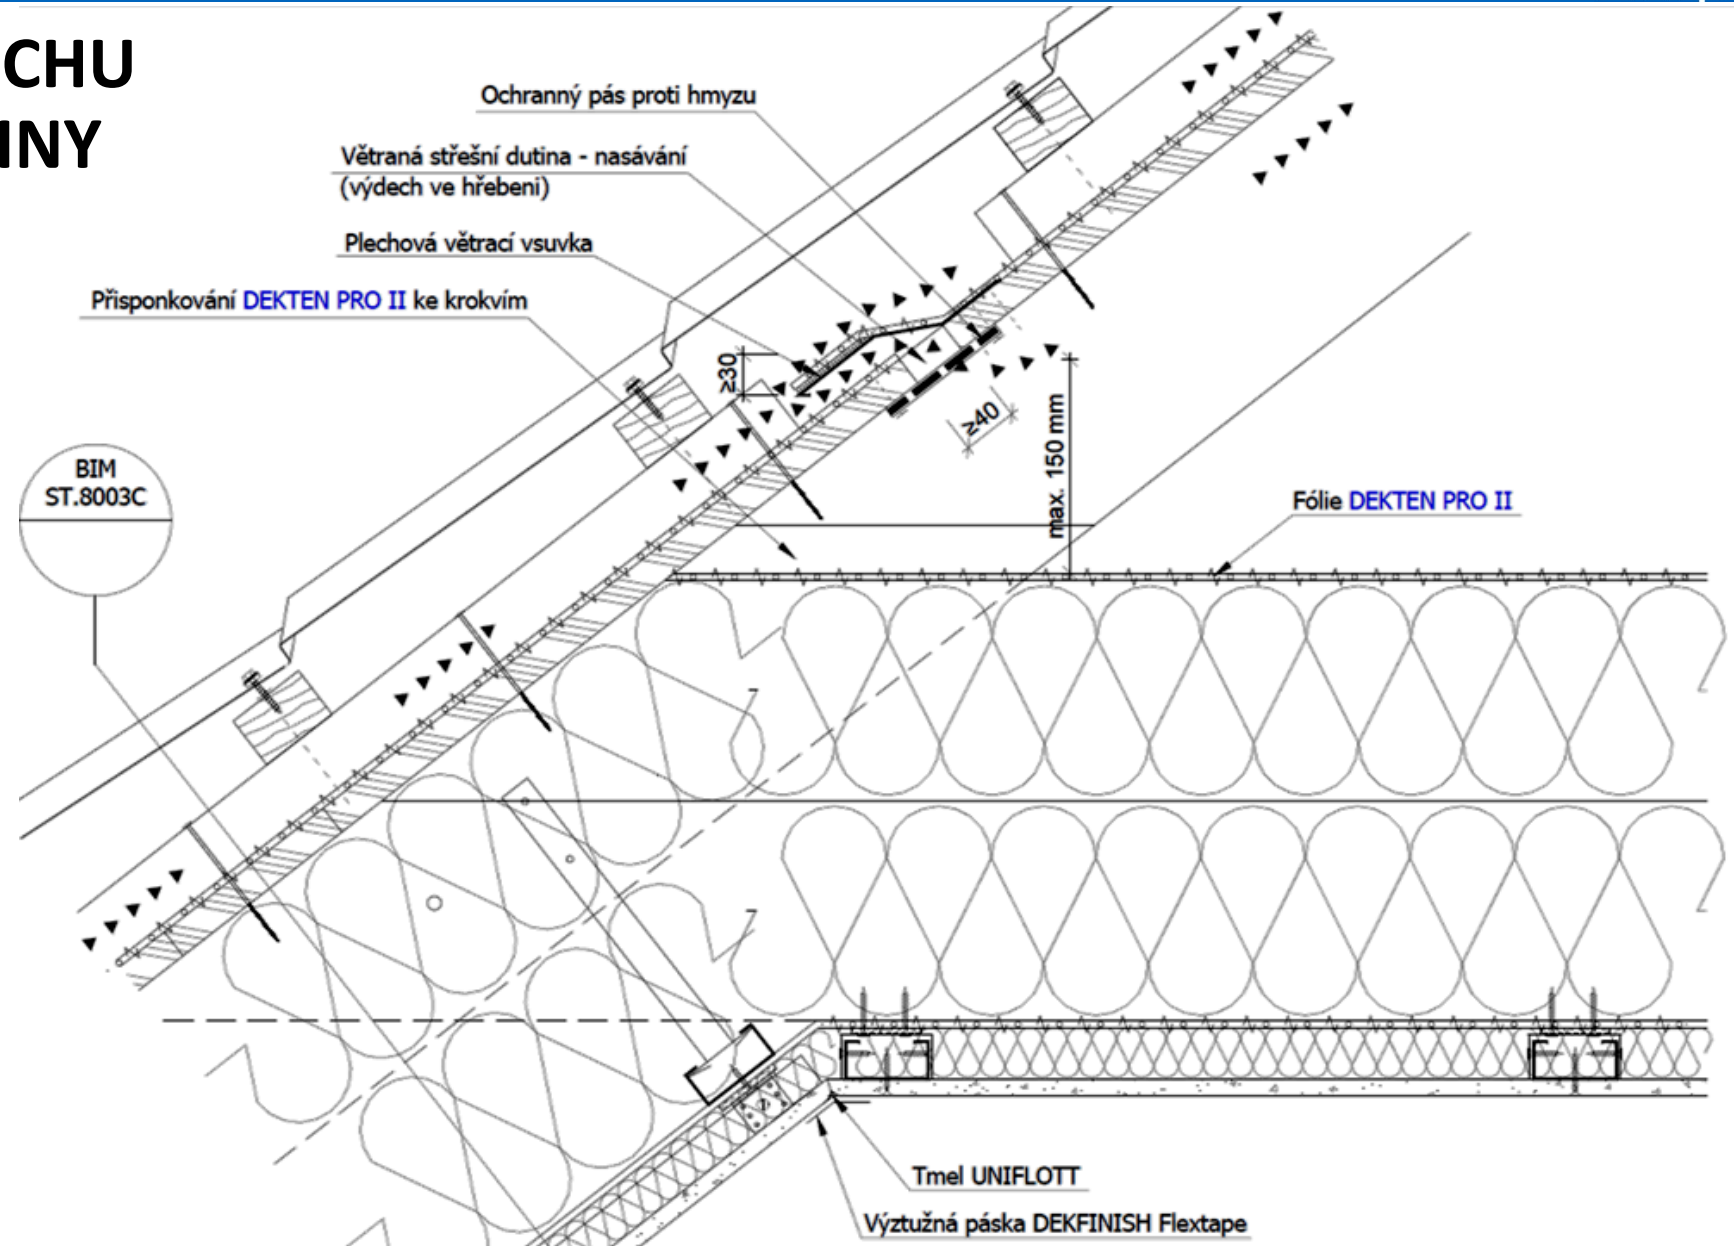 CHU
INY
Ochranný pás proti hmyzu
Větraná střešní dutina - nasávání
(výdech ve hřebeni)
Plechová větrací vsuvka
Přisponkování DEKTEN PRO II ke krokvím
≥30
≥40
max. 150 mm
BIM
ST.8003C
Fólie DEKTEN PRO II
Tmel UNIFLOTT
Výztužná páska DEKFINISH Flextape